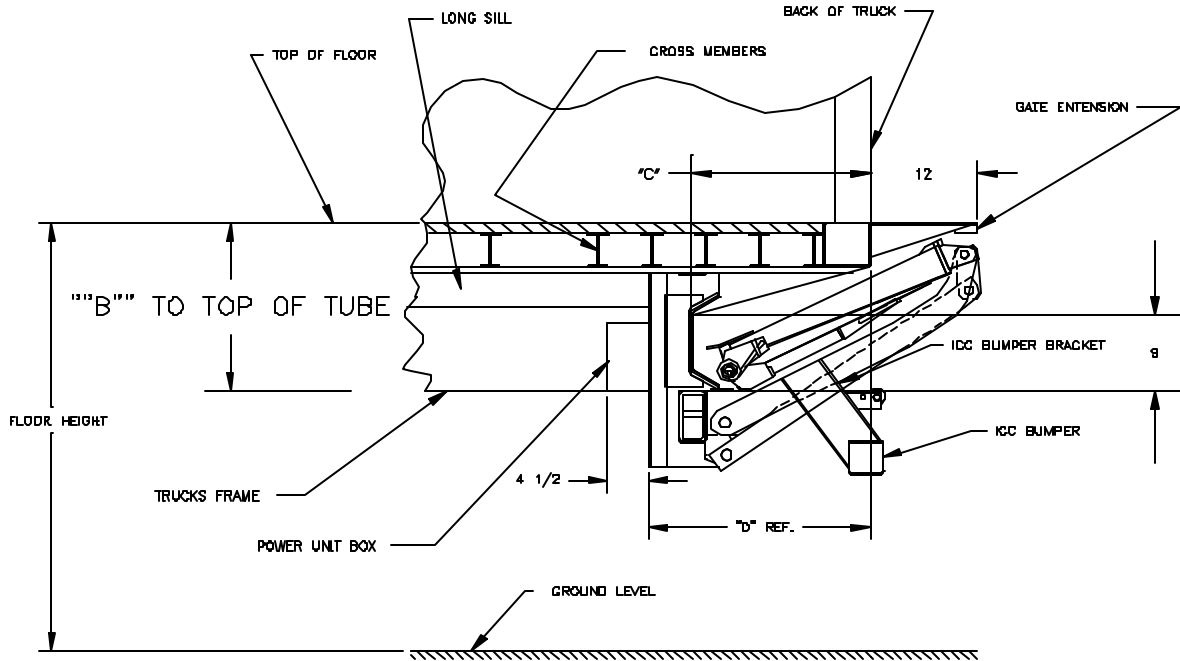 BACK OF TRUCK
LONG SILL
TOP OF FLOOR
CROSS MEMBERS
GATE ENTENSION
"C"
12
""B"" TO TOP OF TUBE
ICC BUMPER BRACKET
9
FLOOR HEIGHT
ICC BUMPER
4 1/2
TRUCKS FRAME
"D" REF.
POWER UNIT BOX
GROUND LEVEL